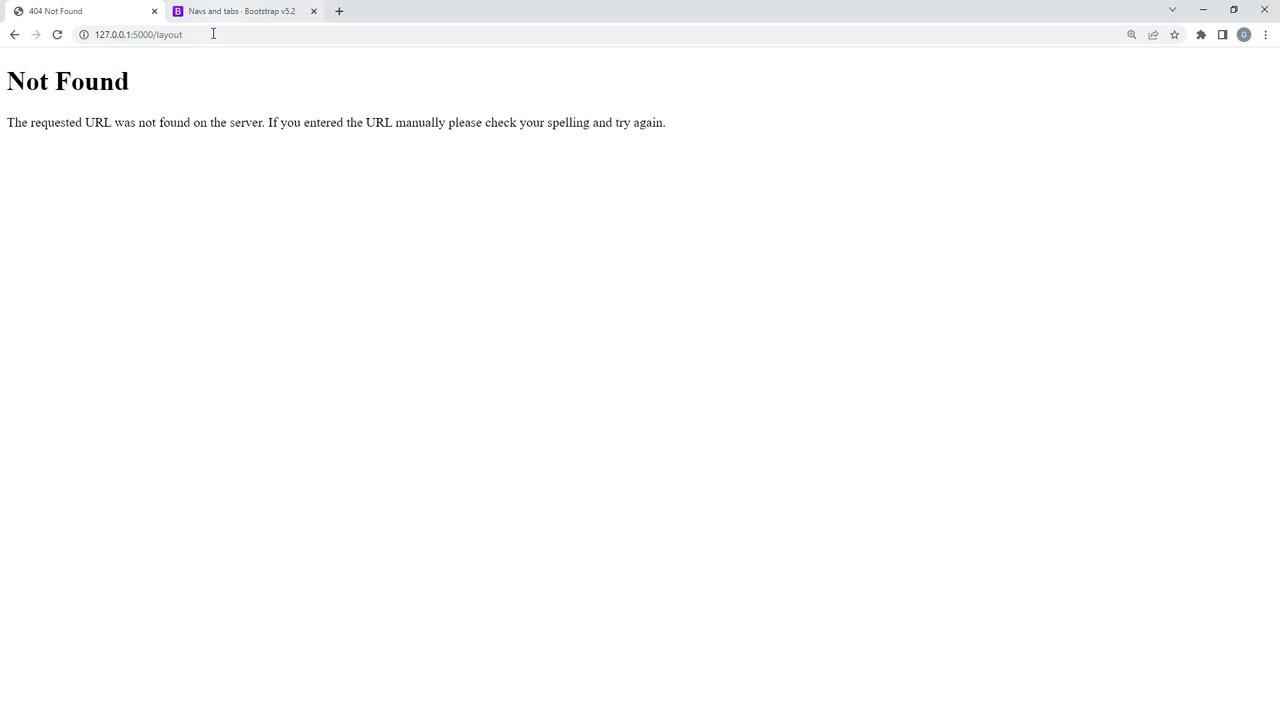 404 Not Found
Navs and tabs · Bootstrap v5.2
127.0.0.1:5000/layout
G
Not Found
The requested URL was not found on the server. If you entered the URL manually please check your spelling and try again.